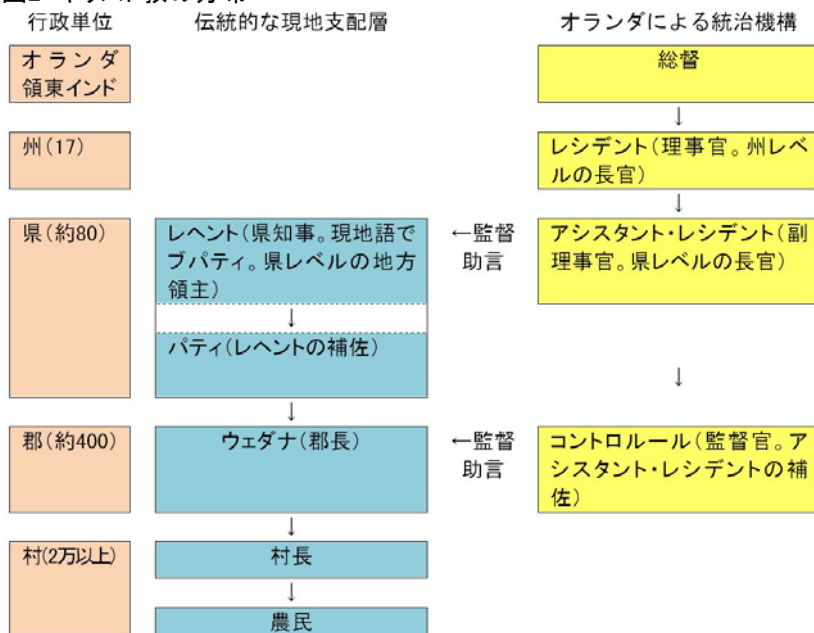 行政単位
伝統的な現地支配層
オランダによる統治機構
オランダ
領東インド
総督
↓
州(17)
レシデント(理事官。州レベ
ルの長官)
↓
県(約80)
レヘント(県知事。現地語で
ブパティ。県レベルの地方
領主)
←監督
助言
アシスタント・レシデント(副
理事官。県レベルの長官)
↓
パティ(レヘントの補佐)
↓
↓
郡(約400)
ウェダナ(郡長)
←監督
助言
コントロルール(監督官。ア
シスタント・レシデントの補
佐)
↓
村(2万以上)
村長
↓
農民